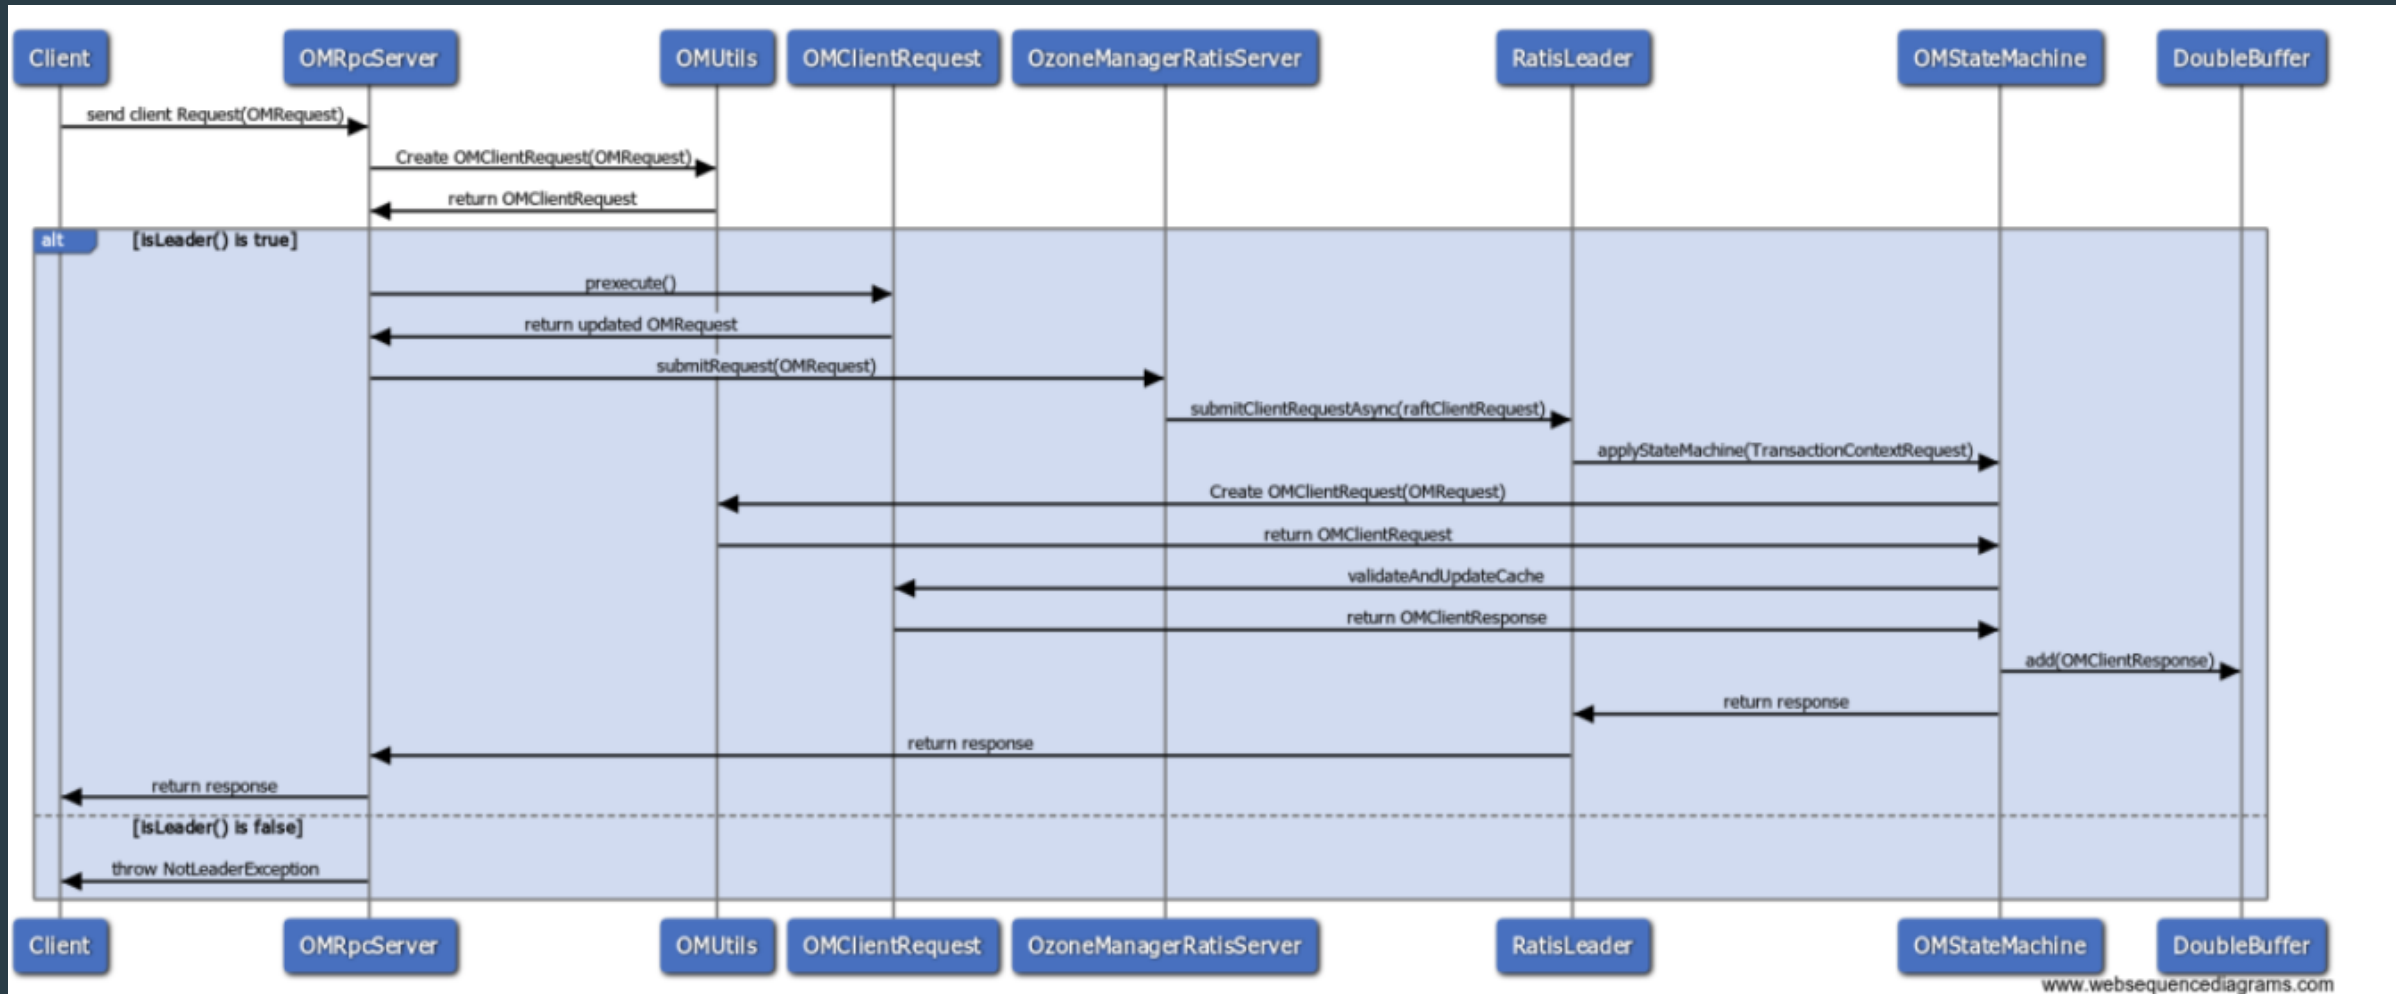 Client OMRpcServer OMUtils OMClientRequest OzoneManagerRatisServer RatisLeader OMStateMachine DoubleBuffer
send client Request(OMRequest)
Create OMClientRequest(OMRequest)
return OMClientRequest
alt [isLeader() is true]
prexecute()
return updated OMRequest
submitRequest(OMRequest)
submitClientRequestAsync(raftClientRequest)
applyStateMachine(TransactionContextRequest)
Create OMClientRequest(OMRequest)
return OMClientRequest
validateAndUpdateCache
return OMClientResponse
add(OMClientResponse)
return response
return response
return response
[isLeader() is false]
throw NotLeaderException
Client OMRpcServer OMUtils OMClientRequest OzoneManagerRatisServer RatisLeader OMStateMachine DoubleBuffer
www.websequencediagrams.com